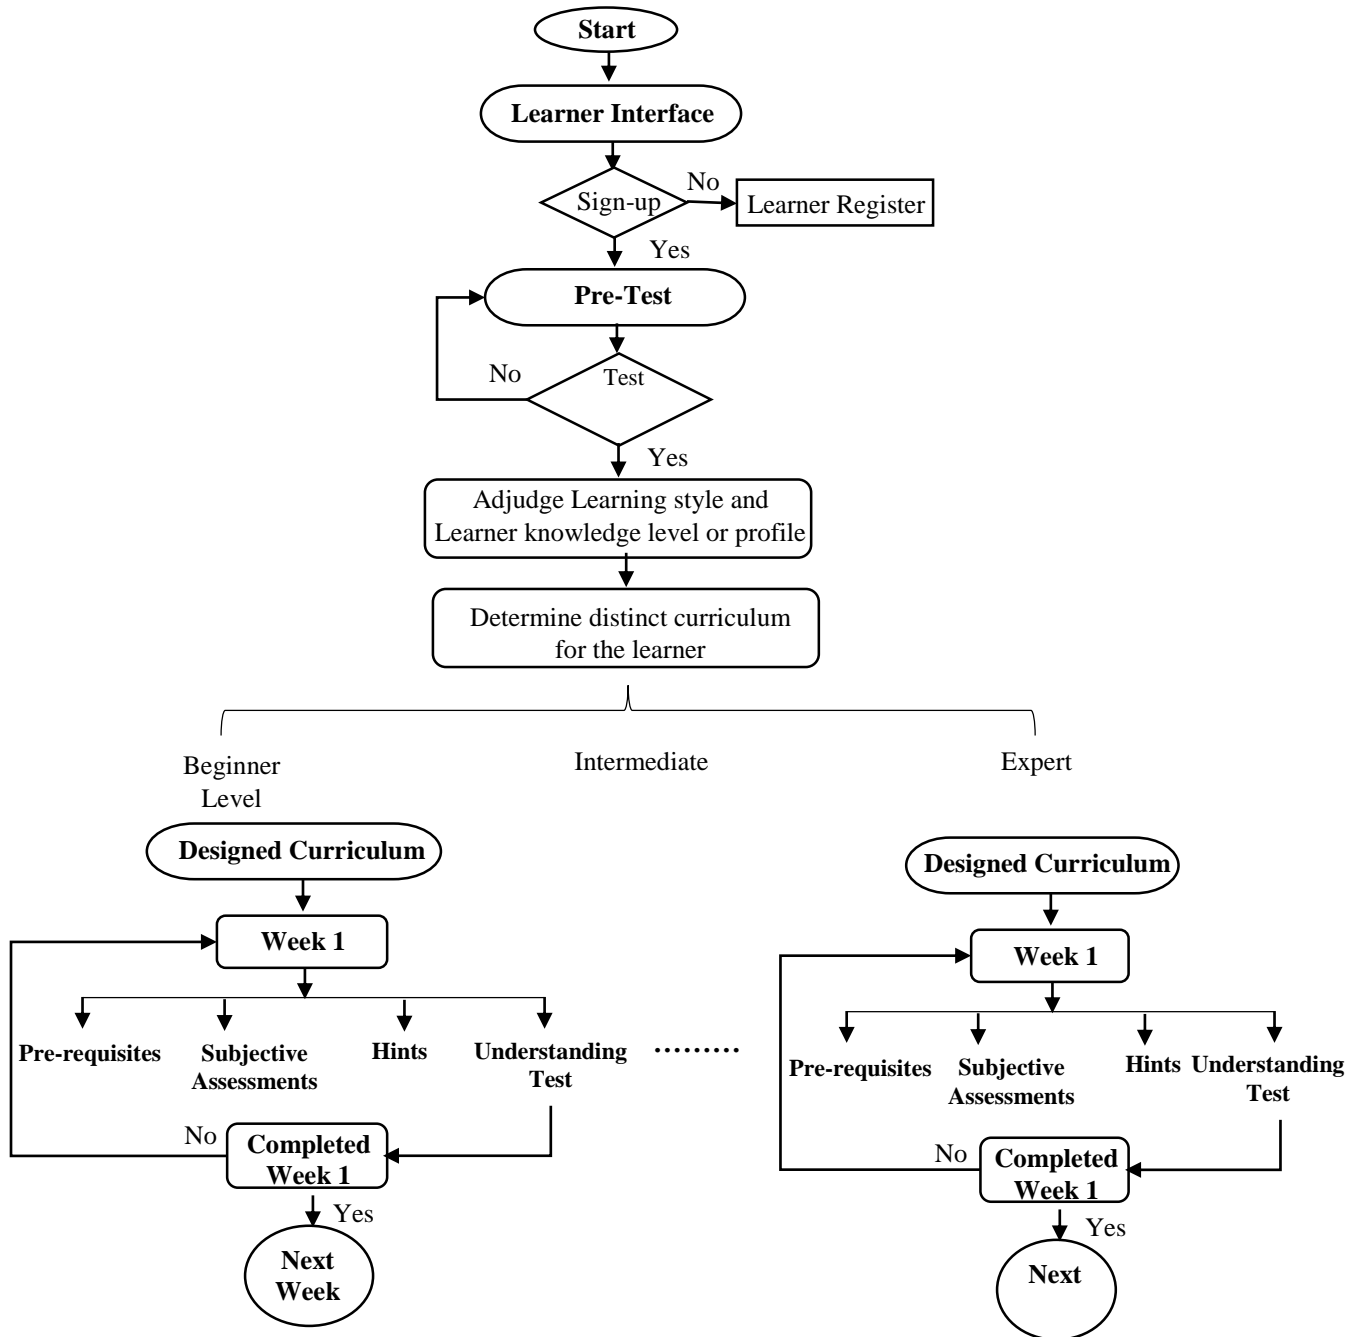 Start
Learner Interface
Sign-up
No
Learner Register
Yes
Pre-Test
No
Test
Yes
Adjudge Learning style and
Learner knowledge level or profile
Determine distinct curriculum
for the learner
Beginner
Level
Intermediate
Expert
Designed Curriculum
Week 1
Pre-requisites
Subjective
Assessments
Hints
Understanding
Test
No
Completed
Week 1
Yes
Next
Week
.........
Designed Curriculum
Week 1
Pre-requisites
Subjective
Assessments
Hints
Understanding
Test
No
Completed
Week 1
Yes
Next